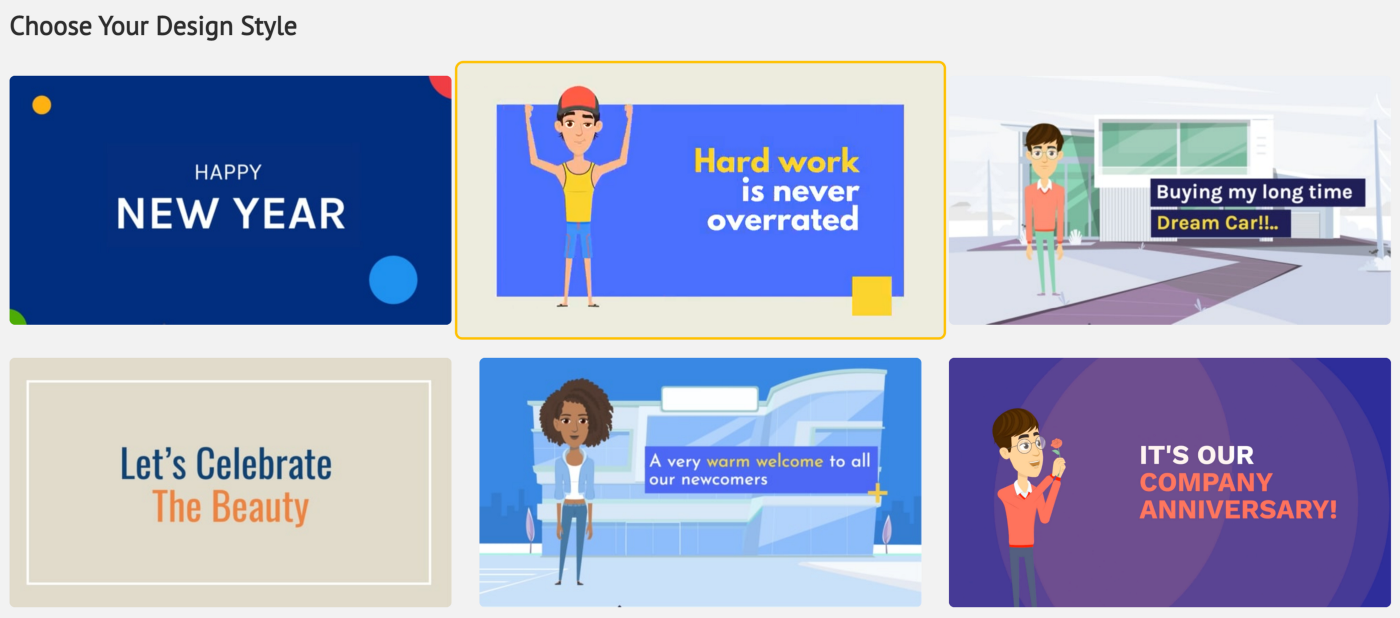 Choose Your Design Style
HAPPY
NEW YEAR
Hard work
is never
overrated
Buying my long time
Dream Car!!..
Let's Celebrate
The Beauty
A very warm welcome to all
our newcomers
IT'S OUR
COMPANY
ANNIVERSARY!